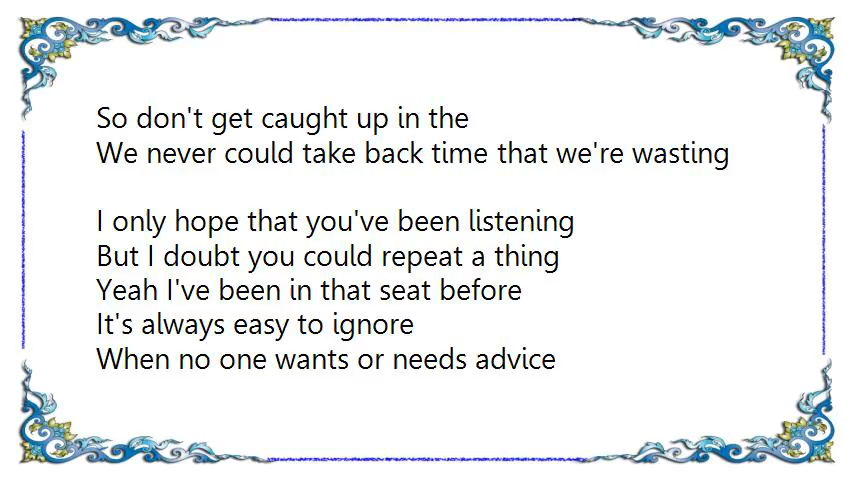 So don't get caught up in the
We never could take back time that we're wasting
I only hope that you've been listening
But I doubt you could repeat a thing
Yeah I've been in that seat before
It's always easy to ignore
When no one wants or needs advice